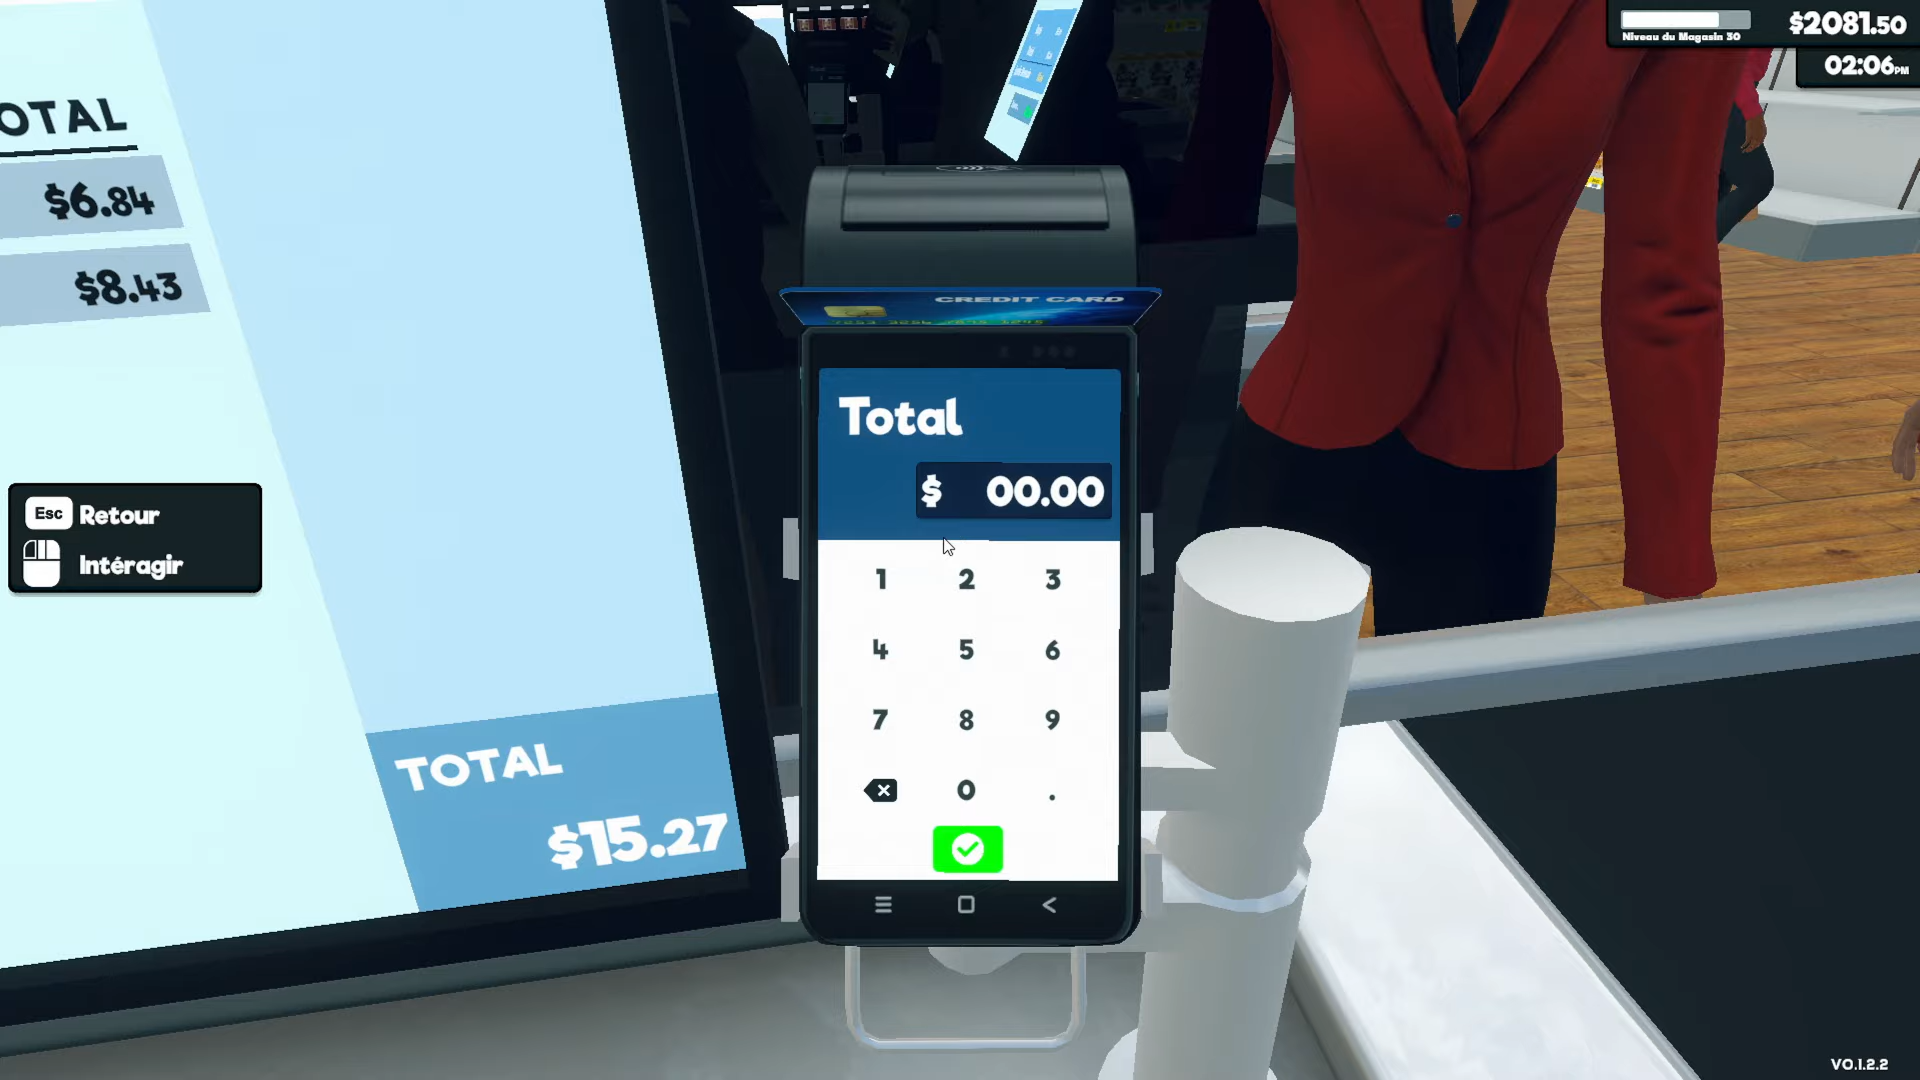 OTAL
$6.84
$8.43
TOTAL
$15.27
Esc Retour
Intéragir
CREDIT CARD
Total
$ 00.00
1 2 3
4 5 6
7 8 9
0 .
Niveau du Magasin 30
$2081.50
02:06PM
V0.1.2.2